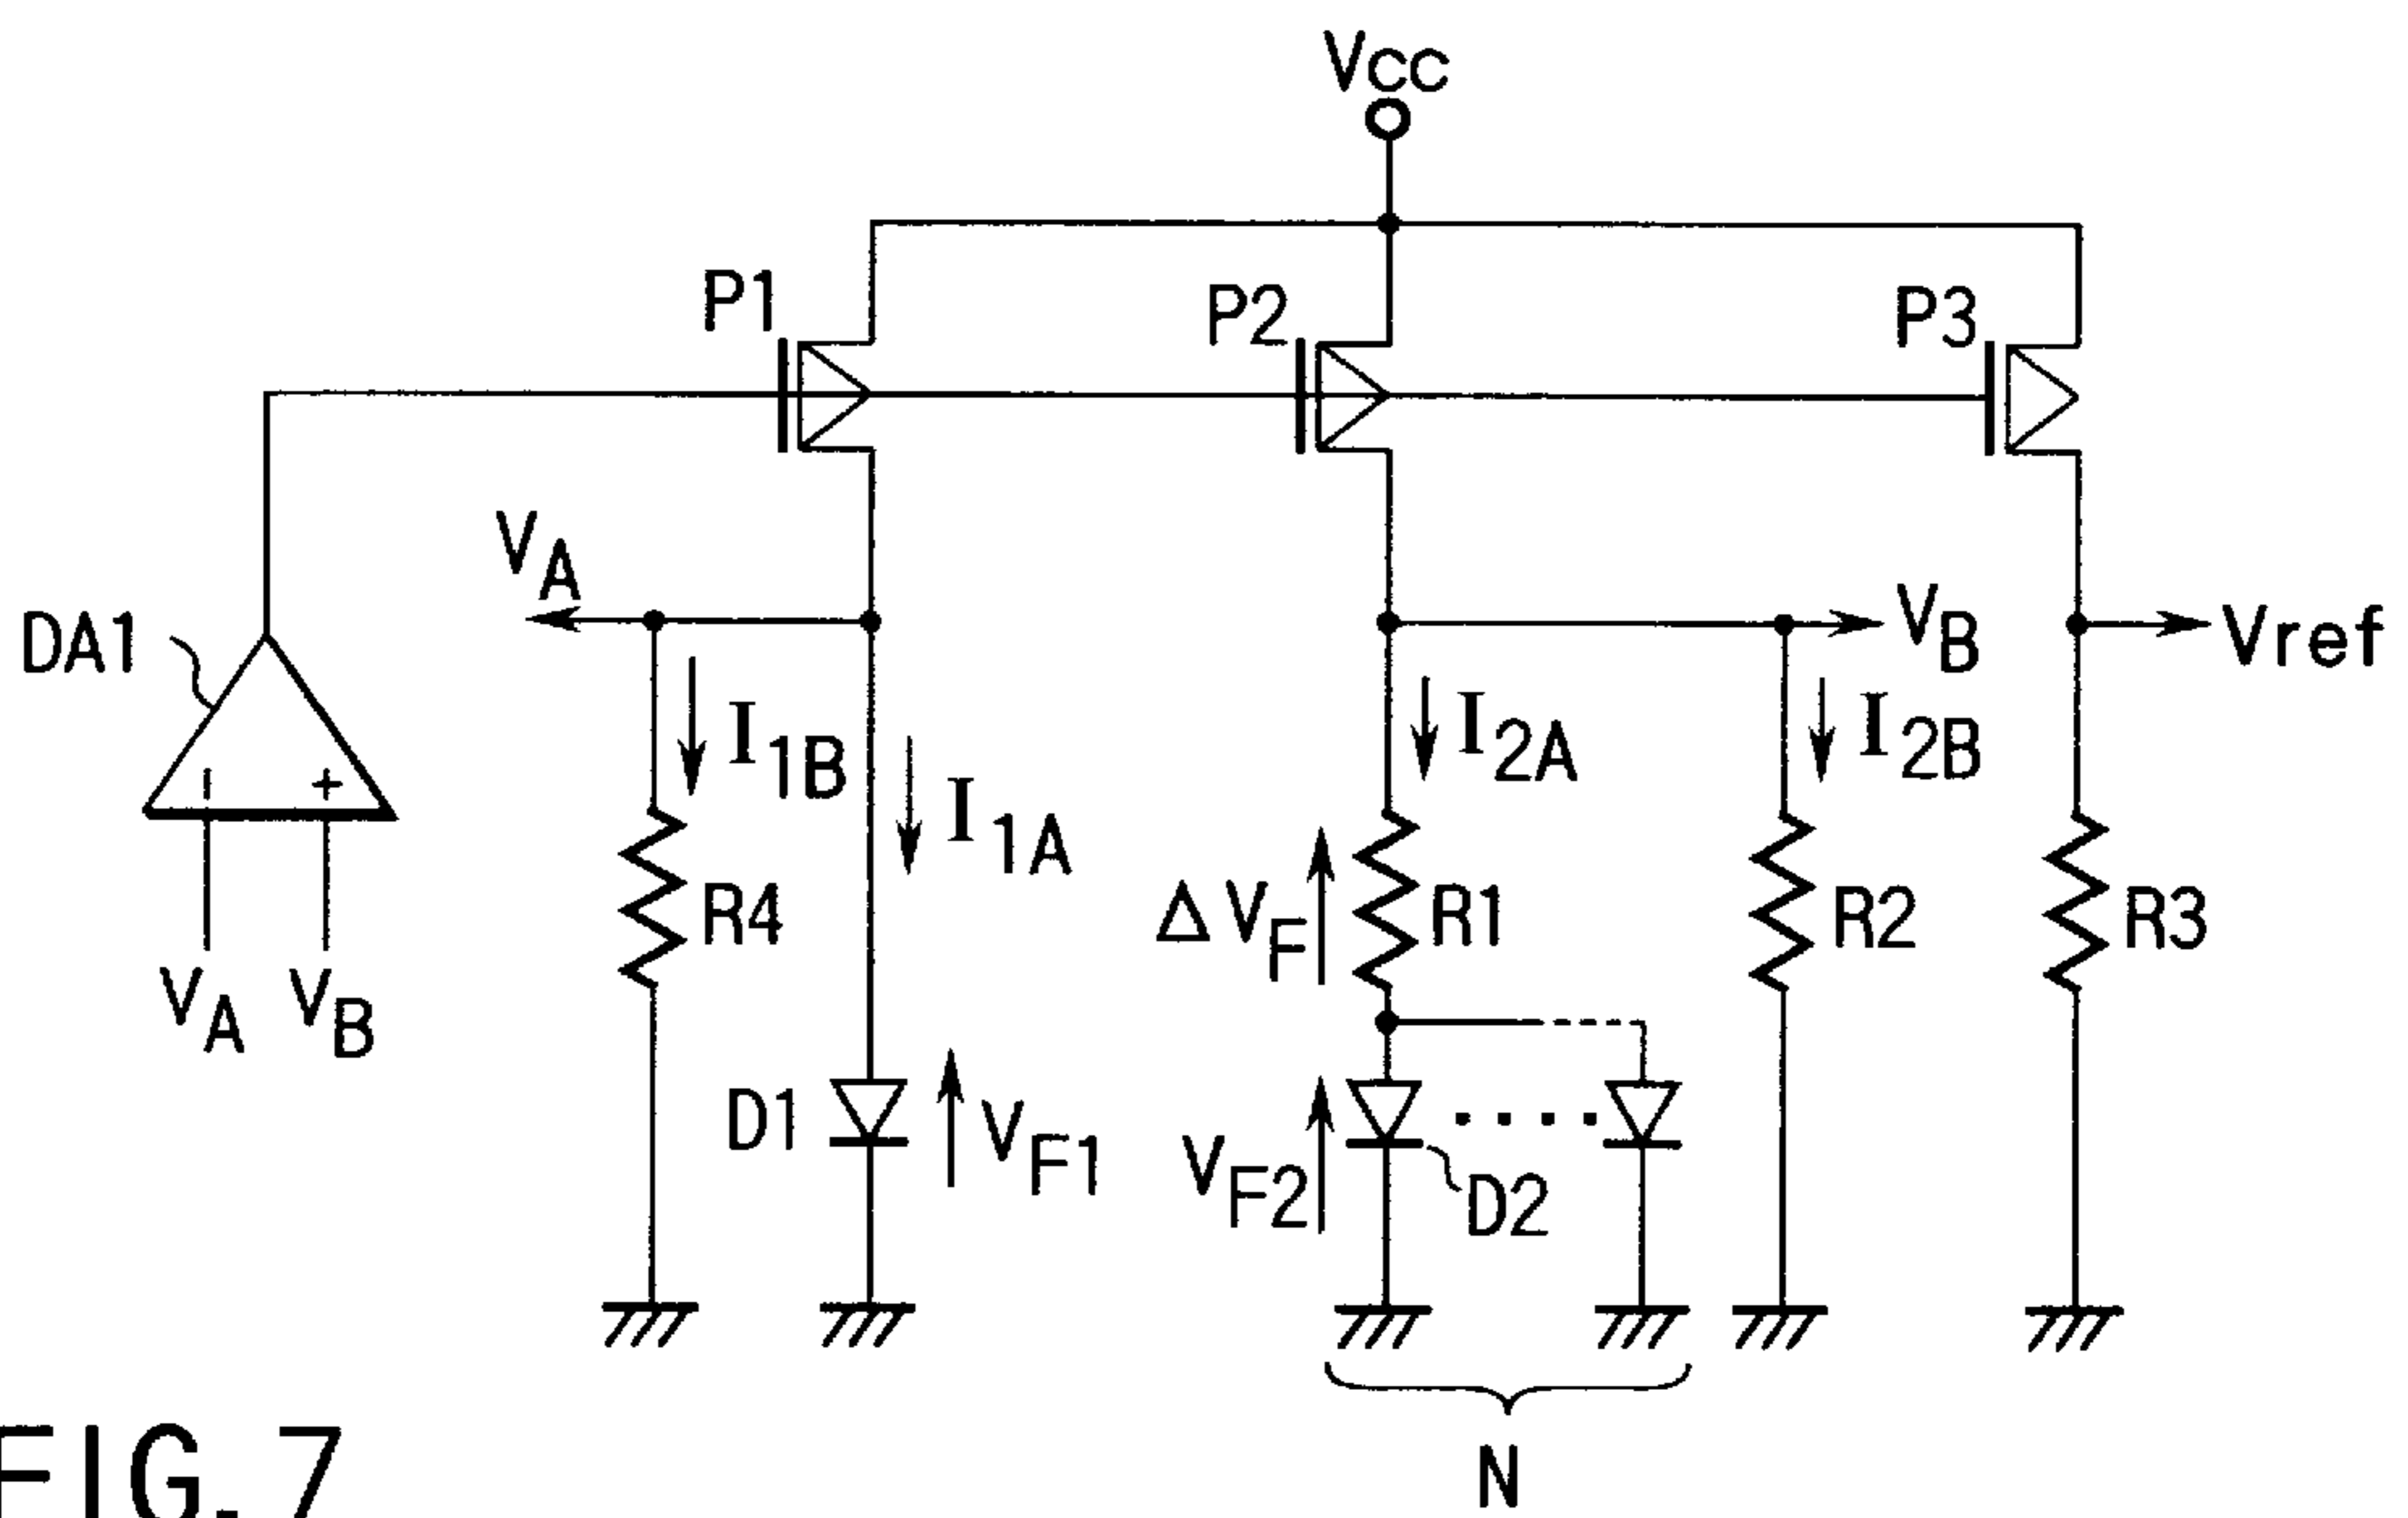 VCC
P1
P2
P3
VA
VB
Vref
DA1
I1B
I1A
I2A
I2B
- +
R4
ΔVF
R1
R2
R3
VA VB
D1
VF1
VF2
D2
N
FIG. 7